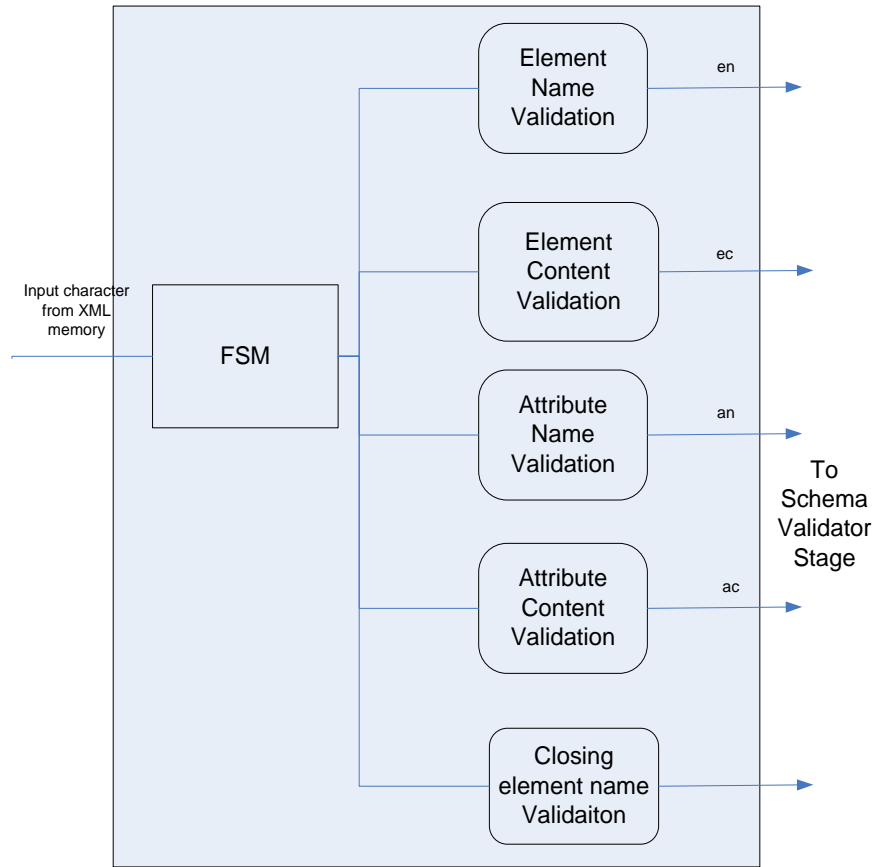 Element
Name
Validation
en
Element
Content
Validation
ec
Input character
from XML
memory
FSM
Attribute
Name
Validation
an
To
Schema
Validator
Stage
Attribute
Content
Validation
ac
Closing
element name
Validaiton